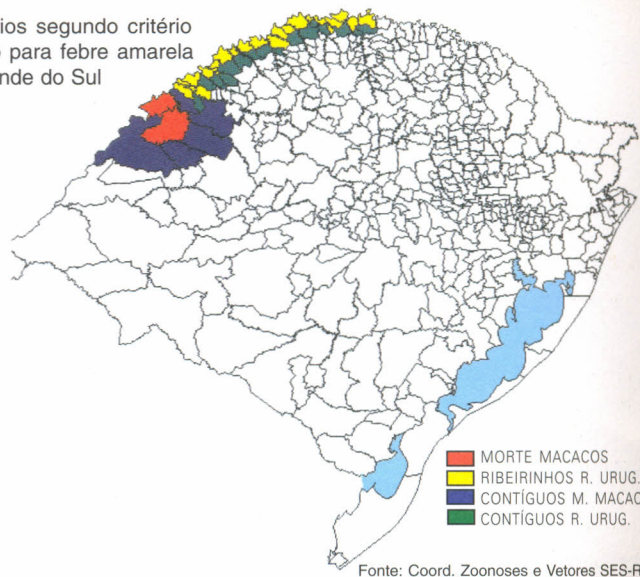 ios segundo critério
o para febre amarela
nde do Sul
MORTE MACACOS
RIBEIRINHOS R. URUG.
CONTÍGUOS M. MACAC
CONTÍGUOS R. URUG.
Fonte: Coord. Zoonoses e Vetores SES-R